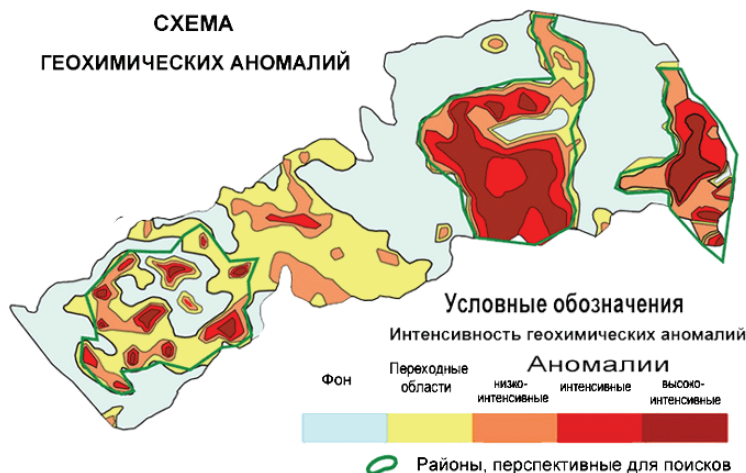 СХЕМА
ГЕОХИМИЧЕСКИХ АНОМАЛИЙ
Условные обозначения
Интенсивность геохимических аномалий
Аномалии
Фон
Переходные
области
низко-
интенсивные
интенсивные
высоко-
интенсивные
Районы, перспективные для поисков